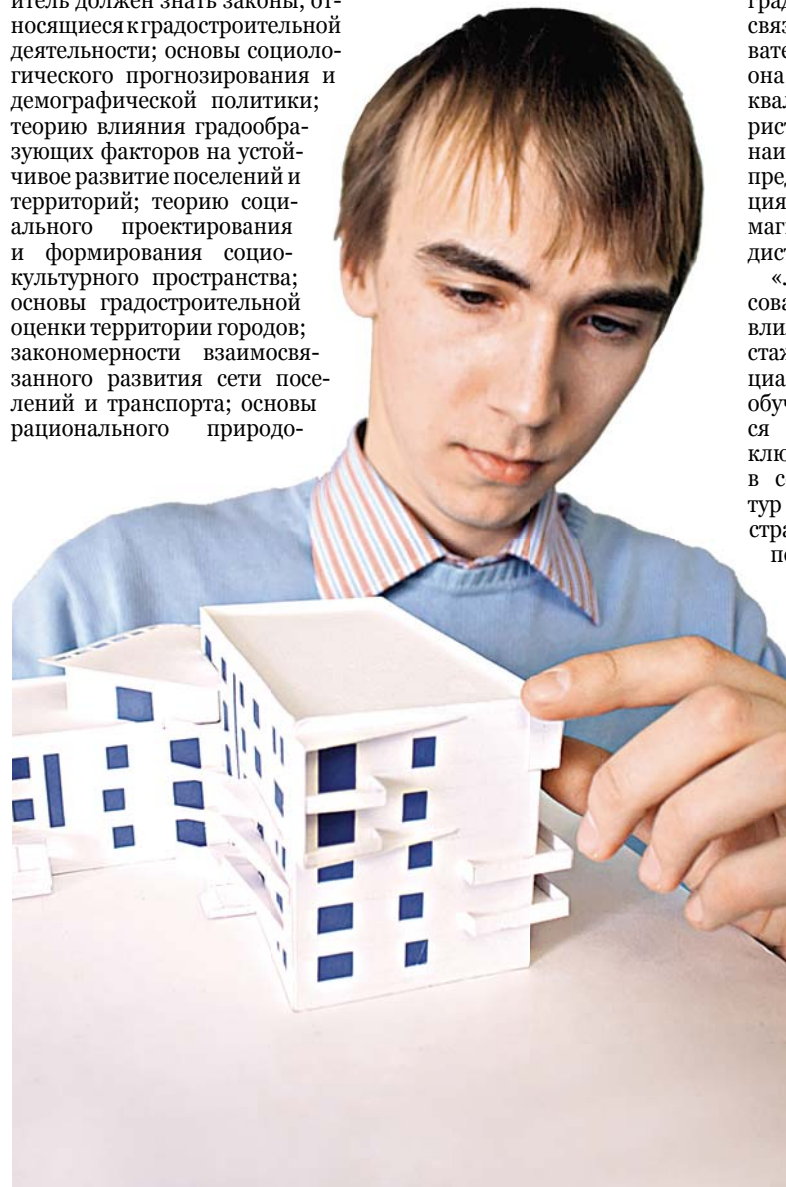 итель должен знать законы, от-
носящиеся к градостроительной
деятельности; основы социоло-
гического прогнозирования и
демографической политики;
теорию влияния градообра-
зующих факторов на устой-
чивое развитие поселений и
территорий; теорию соци-
ального проектирования
и формирования социо-
культурного пространства;
основы градостроительной
оценки территории городов;
закономерности взаимосвя-
занного развития сети посе-
лений и транспорта; основы
рационального природо-
град
связ
вате
она
квал
рист
наи
пред
ция
маг
дист
сова
влия
стаж
циа
обуч
ся
клю
в с
тур
стра
по